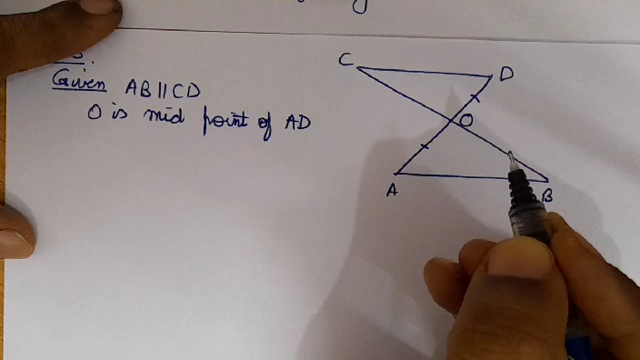 Given AB || CD
O is mid point of AD
C
D
O
A
B